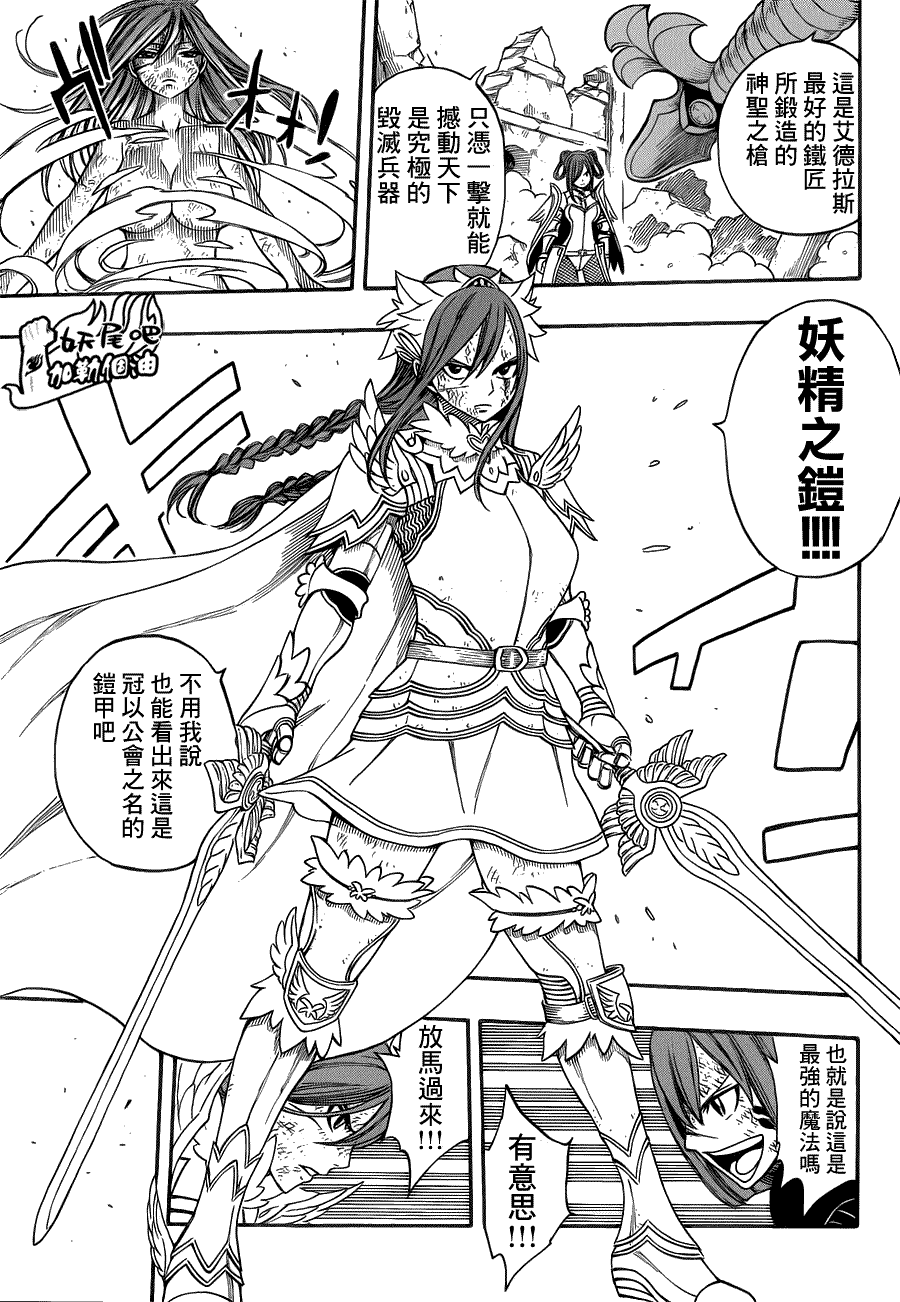 這是艾德拉斯
最好的鐵匠
所鍛造的
神聖之槍
只憑一擊就能
撼動天下
是究極的
毀滅兵器
妖尾吧
加勒個油
妖精之鎧!!!!
不用我說
也能看出來這是
冠以公會之名的
鎧甲吧
也就是說這是
最強的魔法嗎
有意思!!!
放馬過來!!!